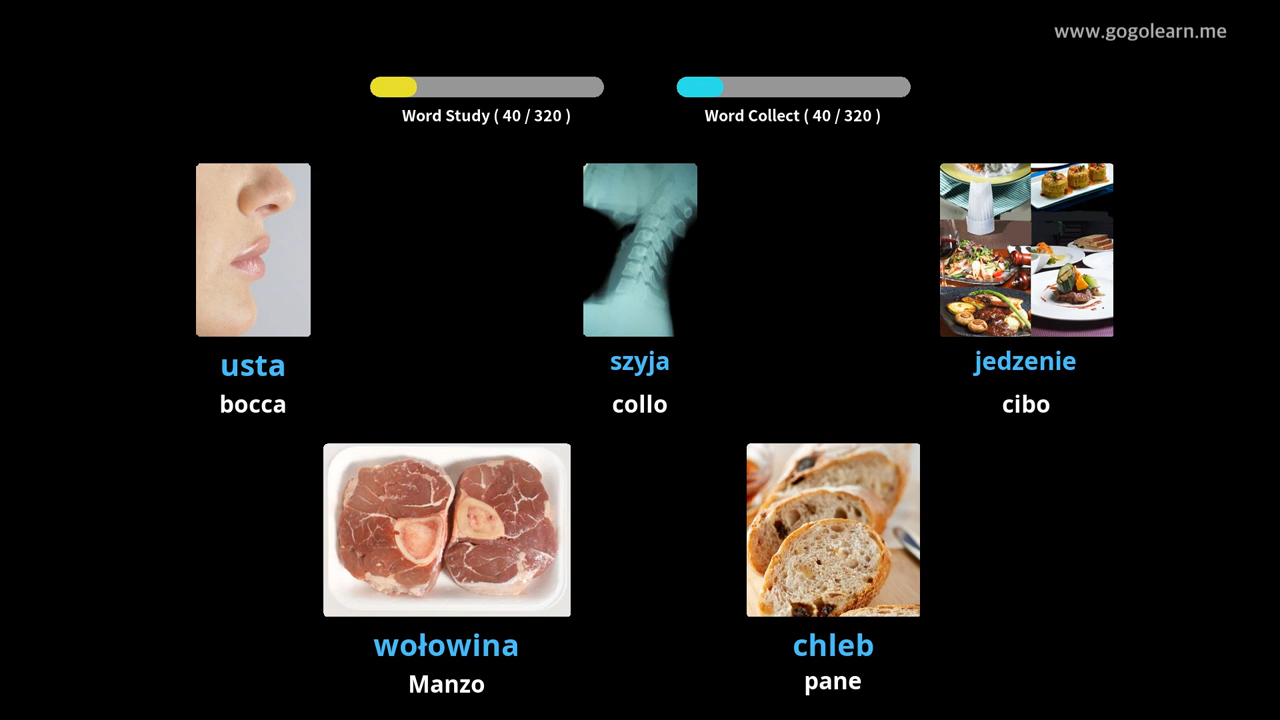 www.gogolearn.me
Word Study ( 40 / 320 )
Word Collect ( 40 / 320 )
usta
bocca
szyja
collo
jedzenie
cibo
wołowina
Manzo
chleb
pane